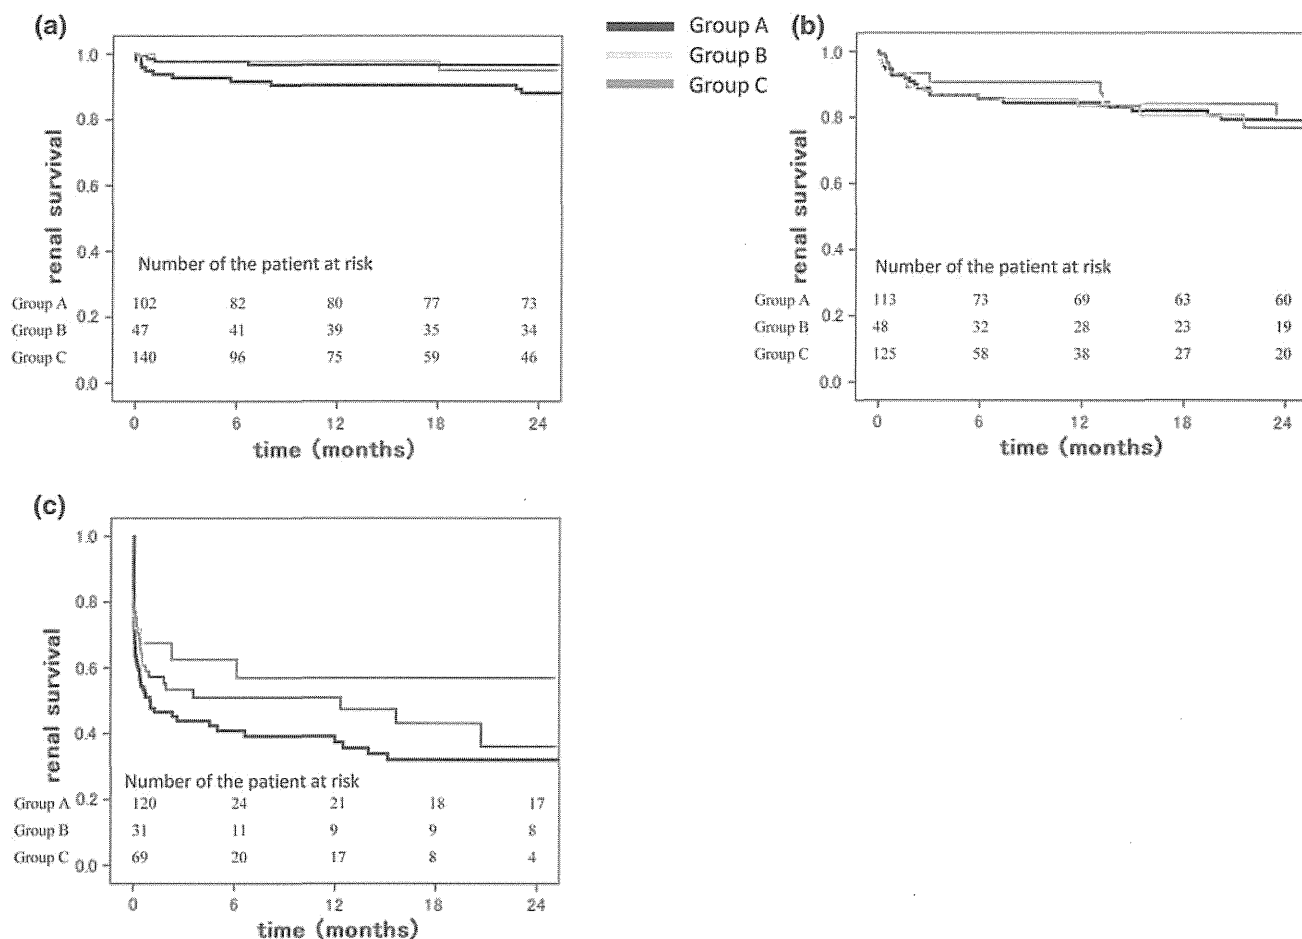 (a)
1.0
0.8
0.6
0.4
0.2
0.0
renal survival
Number of the patient at risk
Group A 102 82 80 77 73
Group B 47 41 39 35 34
Group C 140 96 75 59 46
0 6 12 18 24
time (months)
Group A
Group B
Group C
(b)
1.0
0.8
0.6
0.4
0.2
0.0
renal survival
Number of the patient at risk
Group A 113 73 69 63 60
Group B 48 32 28 23 19
Group C 125 58 38 27 20
0 6 12 18 24
time (months)
(c)
1.0
0.8
0.6
0.4
0.2
0.0
renal survival
Number of the patient at risk
Group A 120 24 21 18 17
Group B 31 11 9 9 8
Group C 69 20 17 8 4
0 6 12 18 24
time (months)